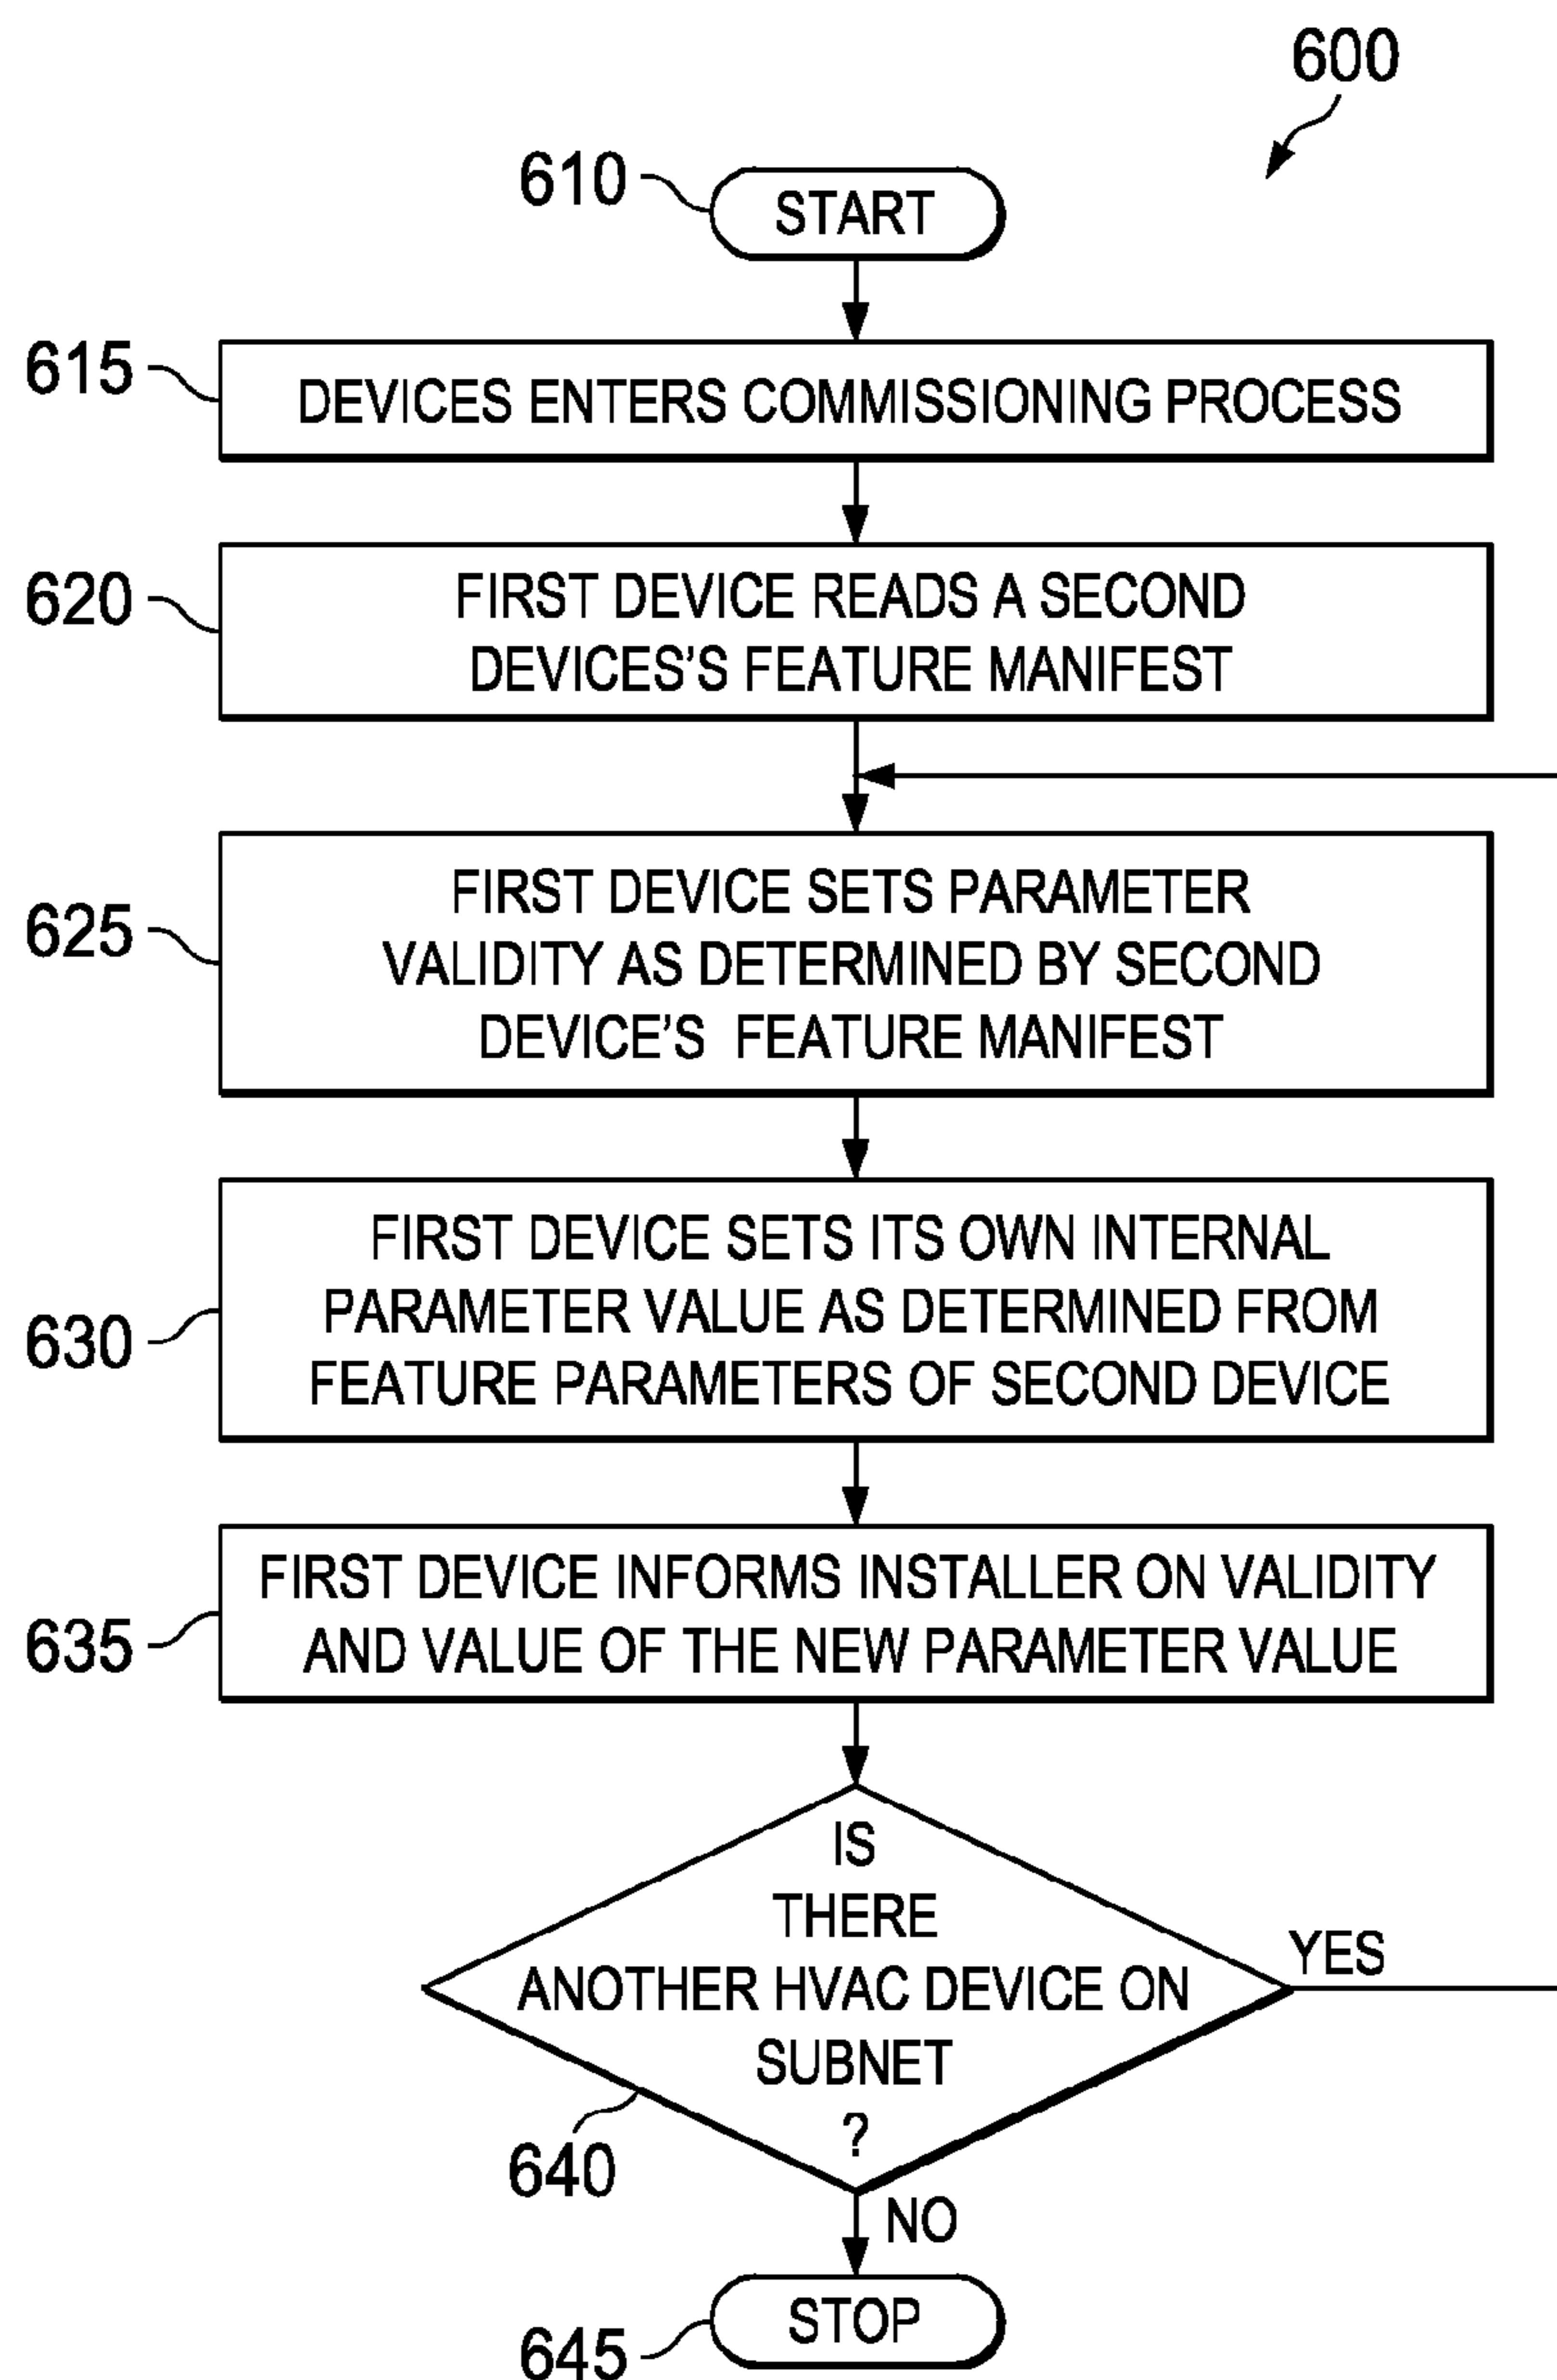 600
610
START
615
DEVICES ENTERS COMMISSIONING PROCESS
620
FIRST DEVICE READS A SECOND
DEVICES'S FEATURE MANIFEST
625
FIRST DEVICE SETS PARAMETER
VALIDITY AS DETERMINED BY SECOND
DEVICE'S FEATURE MANIFEST
630
FIRST DEVICE SETS ITS OWN INTERNAL
PARAMETER VALUE AS DETERMINED FROM
FEATURE PARAMETERS OF SECOND DEVICE
635
FIRST DEVICE INFORMS INSTALLER ON VALIDITY
AND VALUE OF THE NEW PARAMETER VALUE
IS
THERE
ANOTHER HVAC DEVICE ON
SUBNET
?
YES
640
NO
STOP
645